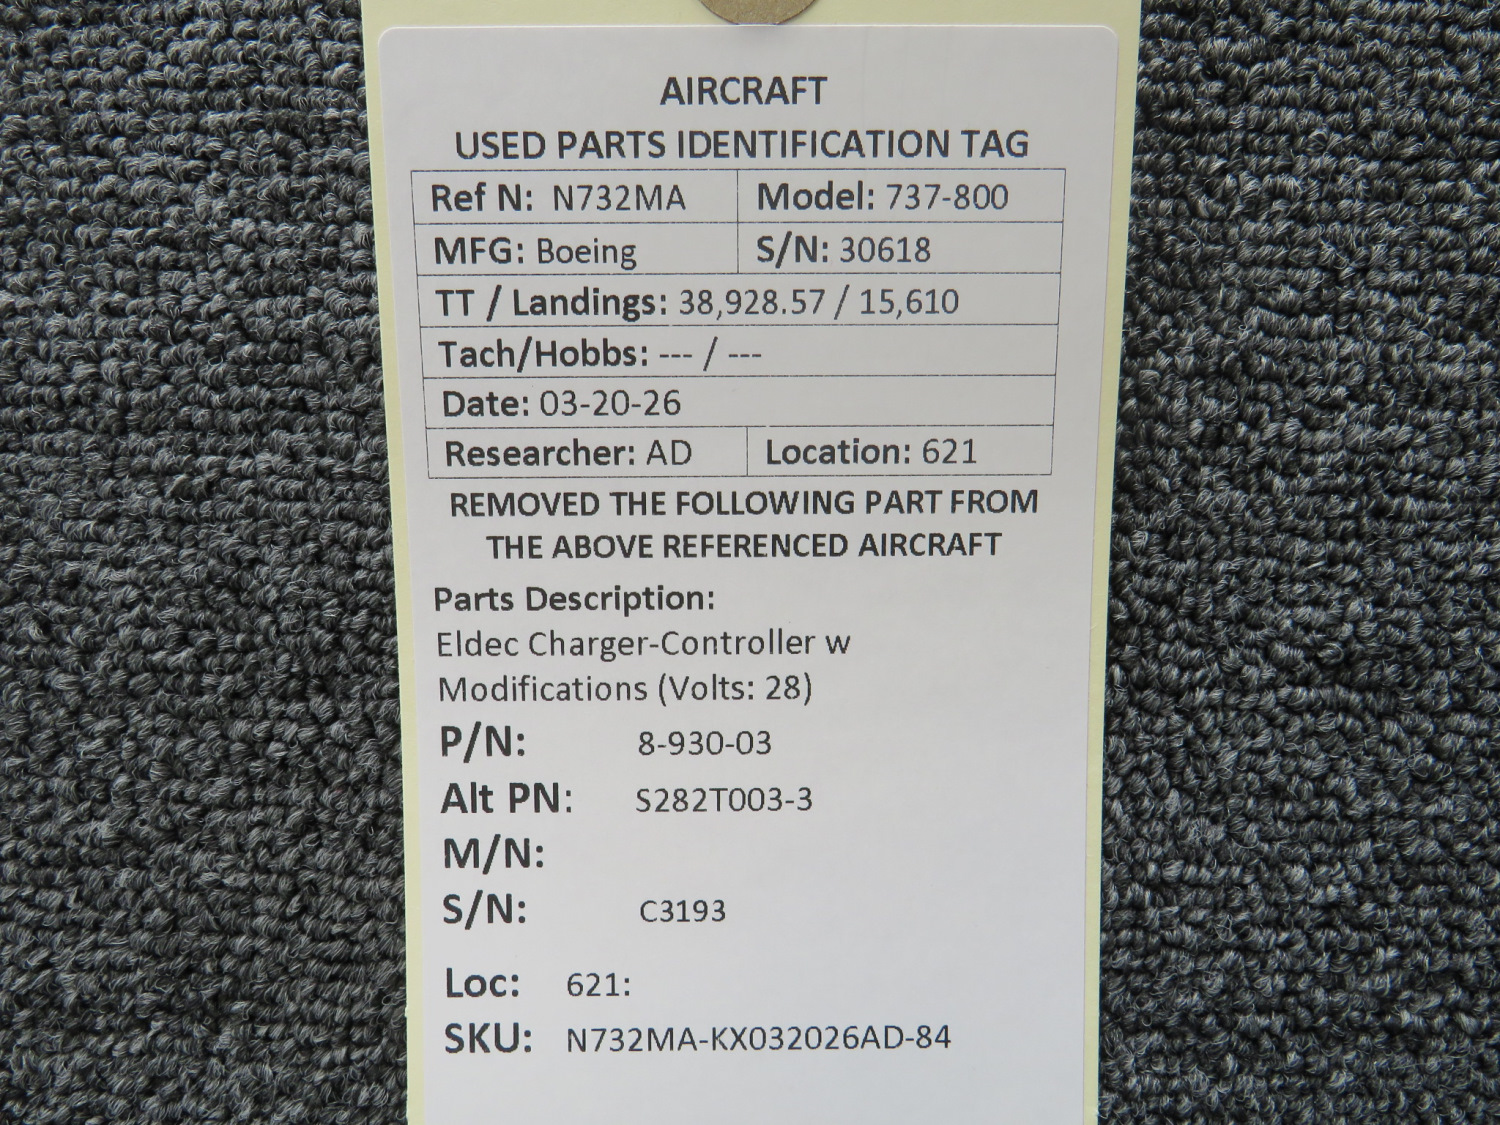 AIRCRAFT
USED PARTS IDENTIFICATION TAG
Ref N: N732MA Model: 737-800
MFG: Boeing S/N: 30618
TT / Landings: 38,928.57 / 15,610
Tach/Hobbs: --- / ---
Date: 03-20-26
Researcher: AD Location: 621
REMOVED THE FOLLOWING PART FROM
THE ABOVE REFERENCED AIRCRAFT
Parts Description:
Eldec Charger-Controller w
Modifications (Volts: 28)
P/N: 8-930-03
Alt PN: S282T003-3
M/N:
S/N: C3193
Loc: 621:
SKU: N732MA-KX032026AD-84